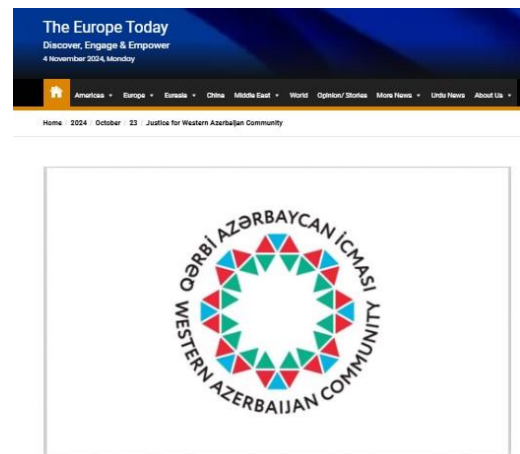 The Europe Today
Discover, Engage & Empower
4 November 2024, Monday
Americas Europe Eurasia China Middle East World Opinion/ Stories More News Urdu News About Us
Home / 2024 / October / 23 / Justice for Western Azerbaijan Community
QƏRBİ AZƏRBAYCAN İCMASI
WESTERN AZERBAIJAN COMMUNITY